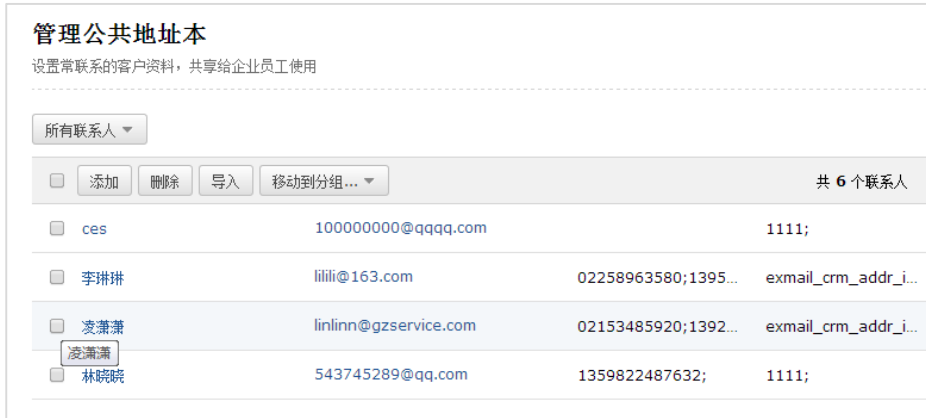 管理公共地址本
设置常联系的客户资料，共享给企业员工使用
所有联系人
添加 删除 导入 移动到分组... 共 6 个联系人
ces 100000000@qqqq.com 1111;
李琳琳 lilili@163.com 02258963580;1395... exmail_crm_addr_i...
凌潇潇 linlinn@gzservice.com 02153485920;1392... exmail_crm_addr_i...
凌潇潇
林晓晓 543745289@qq.com 1359822487632; 1111;